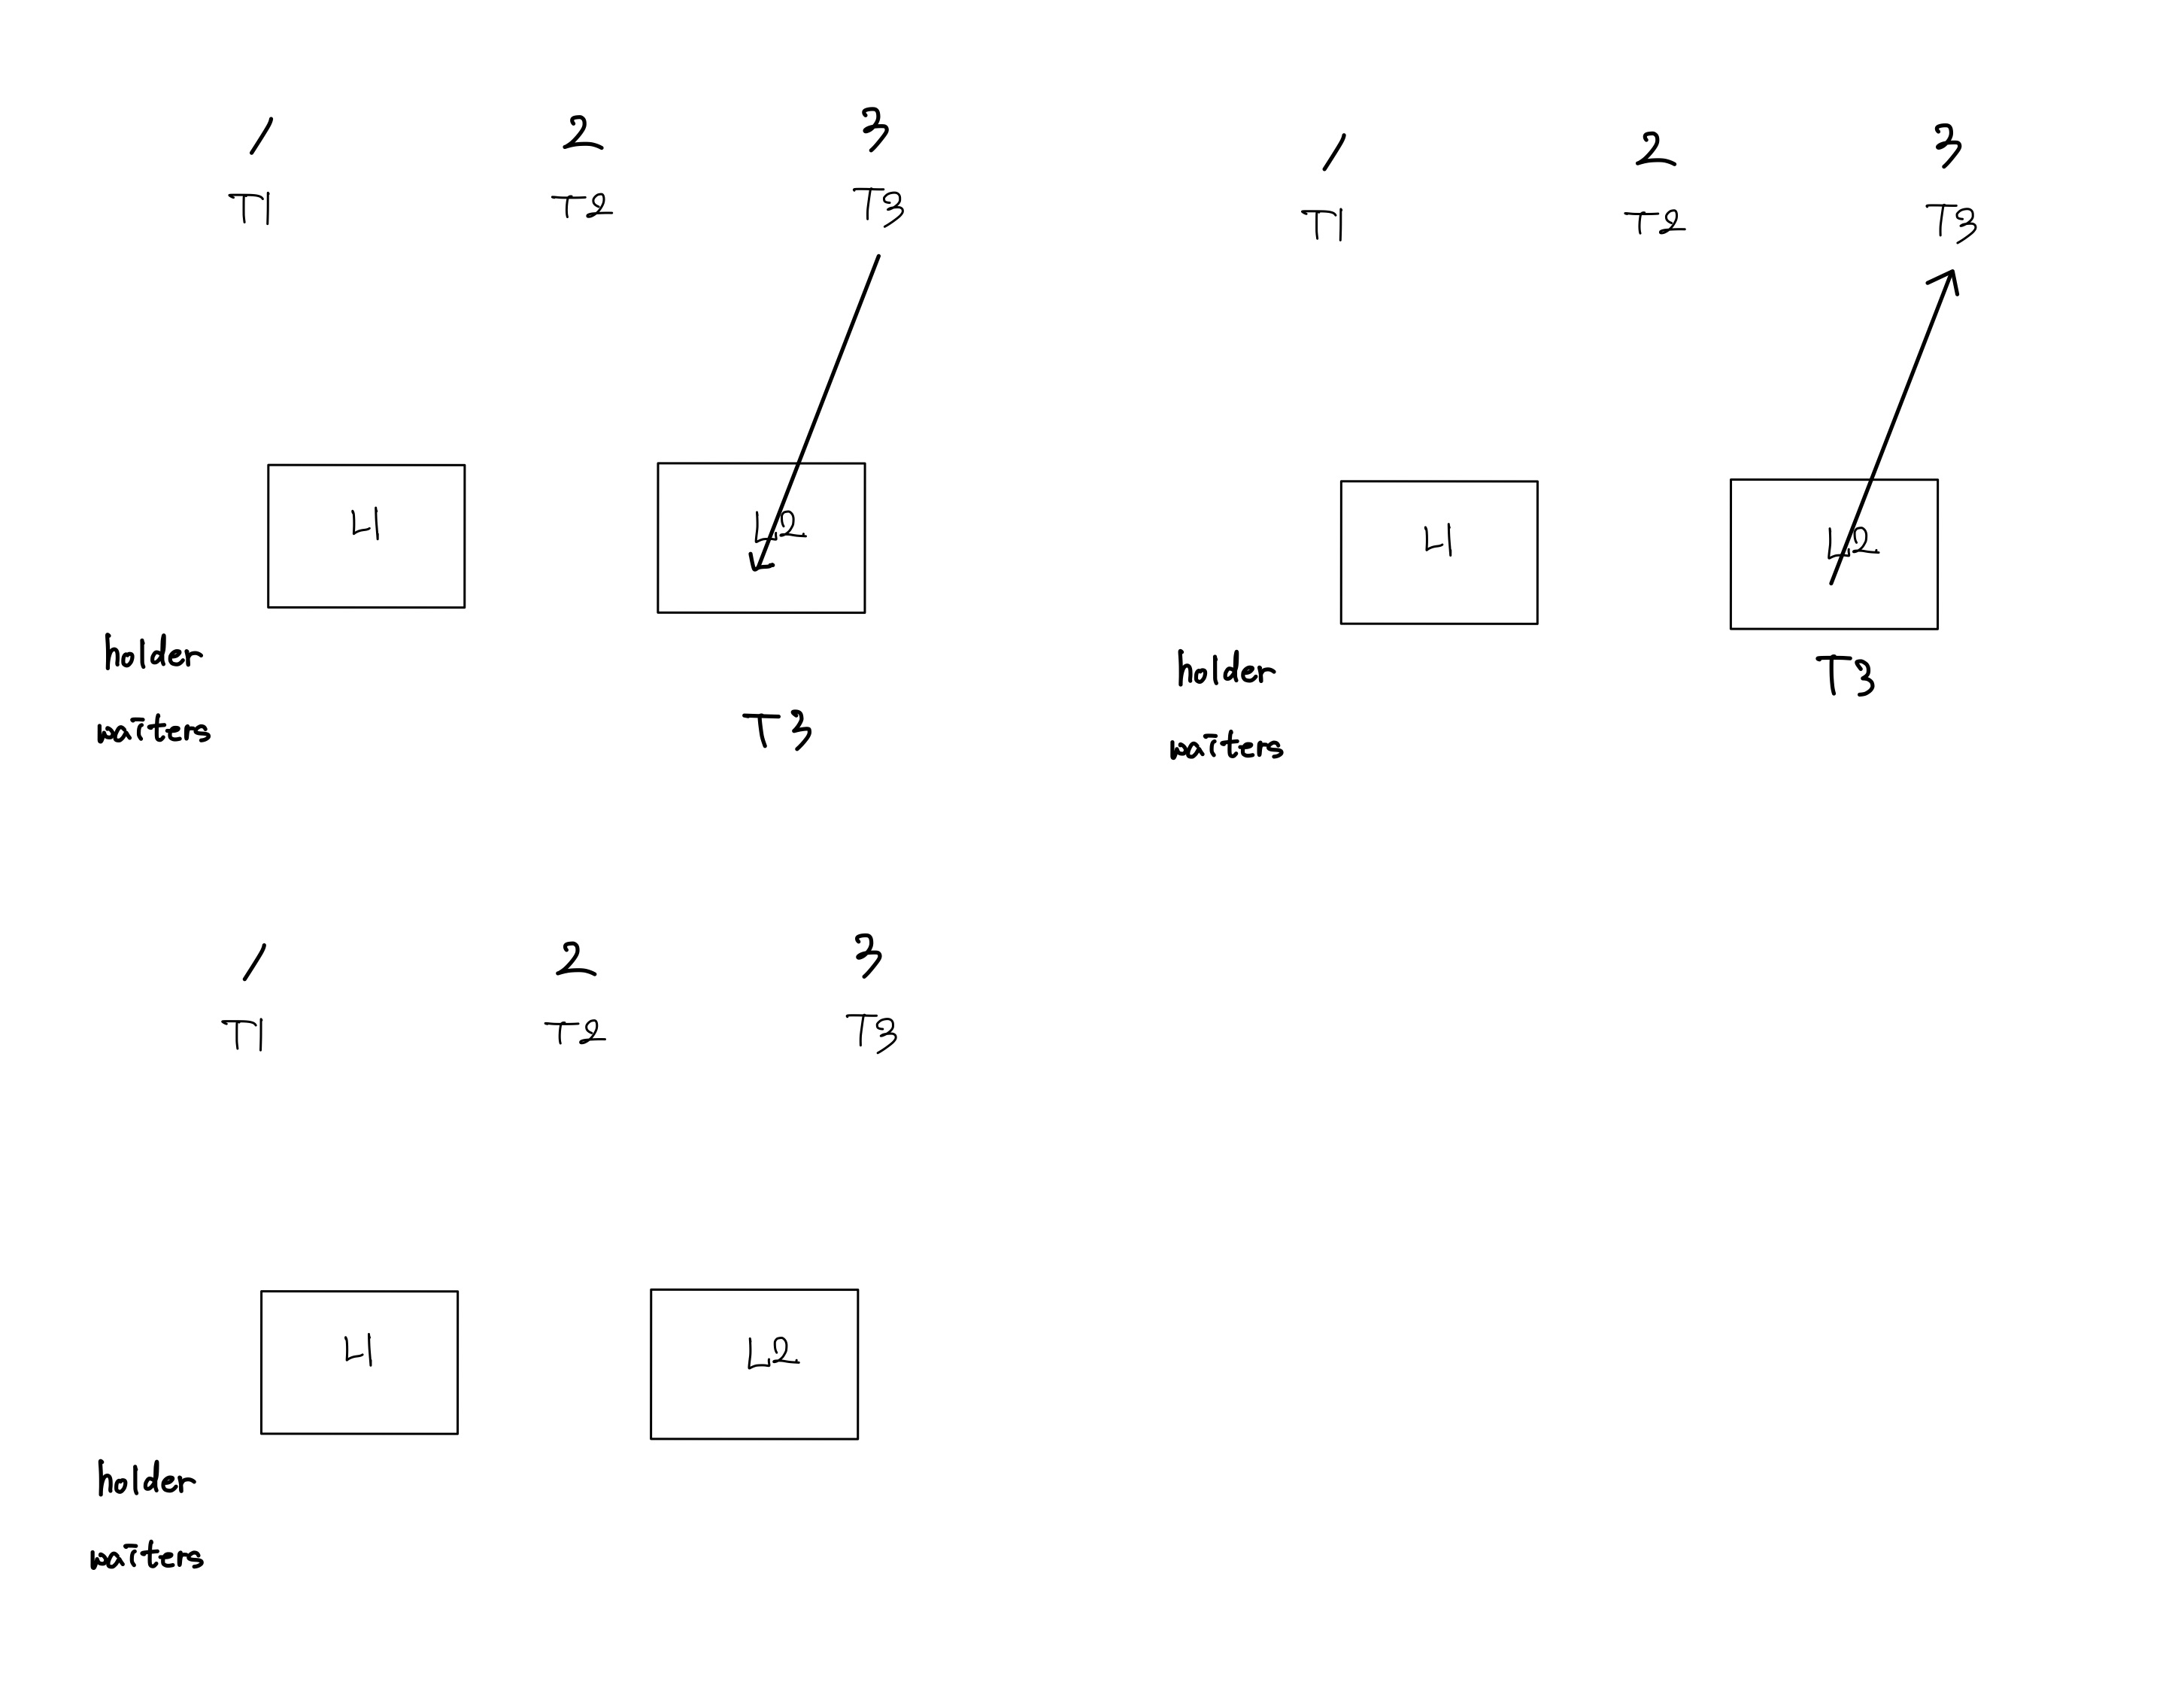 1 2 3
T1 T2 T3
L1 L2
holder
waiters T3
1 2 3
T1 T2 T3
L1 L2
holder T3
waiters
1 2 3
T1 T2 T3
L1 L2
holder
waiters